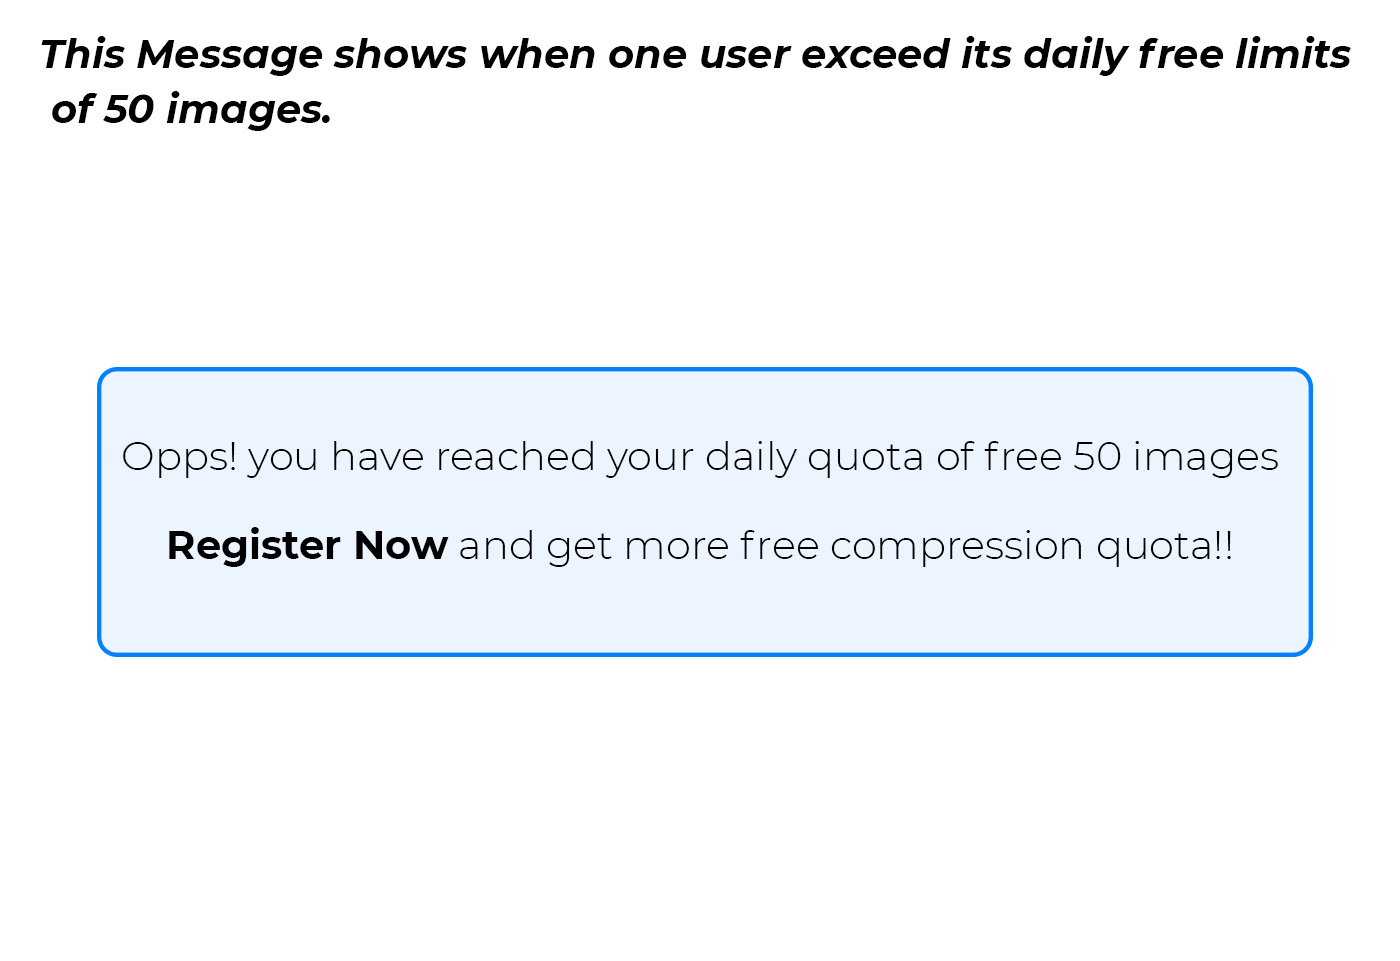 This Message shows when one user exceed its daily free limits
of 50 images.
Opps! you have reached your daily quota of free 50 images
Register Now and get more free compression quota!!